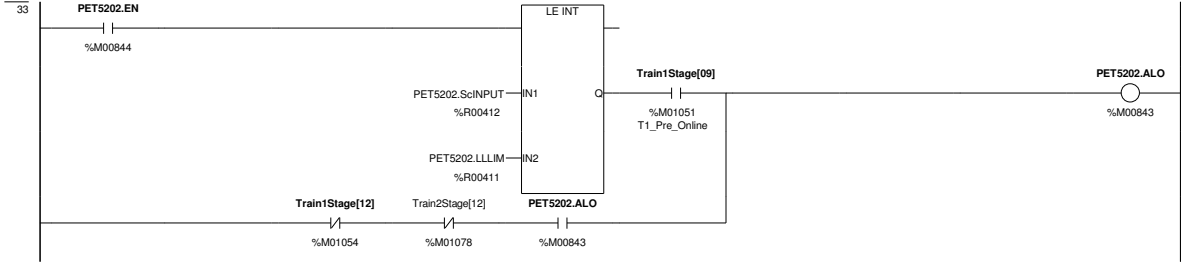 33
PET5202.EN
%M00844
LE INT
PET5202.ScINPUT
IN1
Q
%R00412
Train1Stage[09]
%M01051
T1_Pre_Online
PET5202.ALO
%M00843
PET5202.LLLIM
IN2
%R00411
Train1Stage[12]
Train2Stage[12]
PET5202.ALO
%M01054
%M01078
%M00843